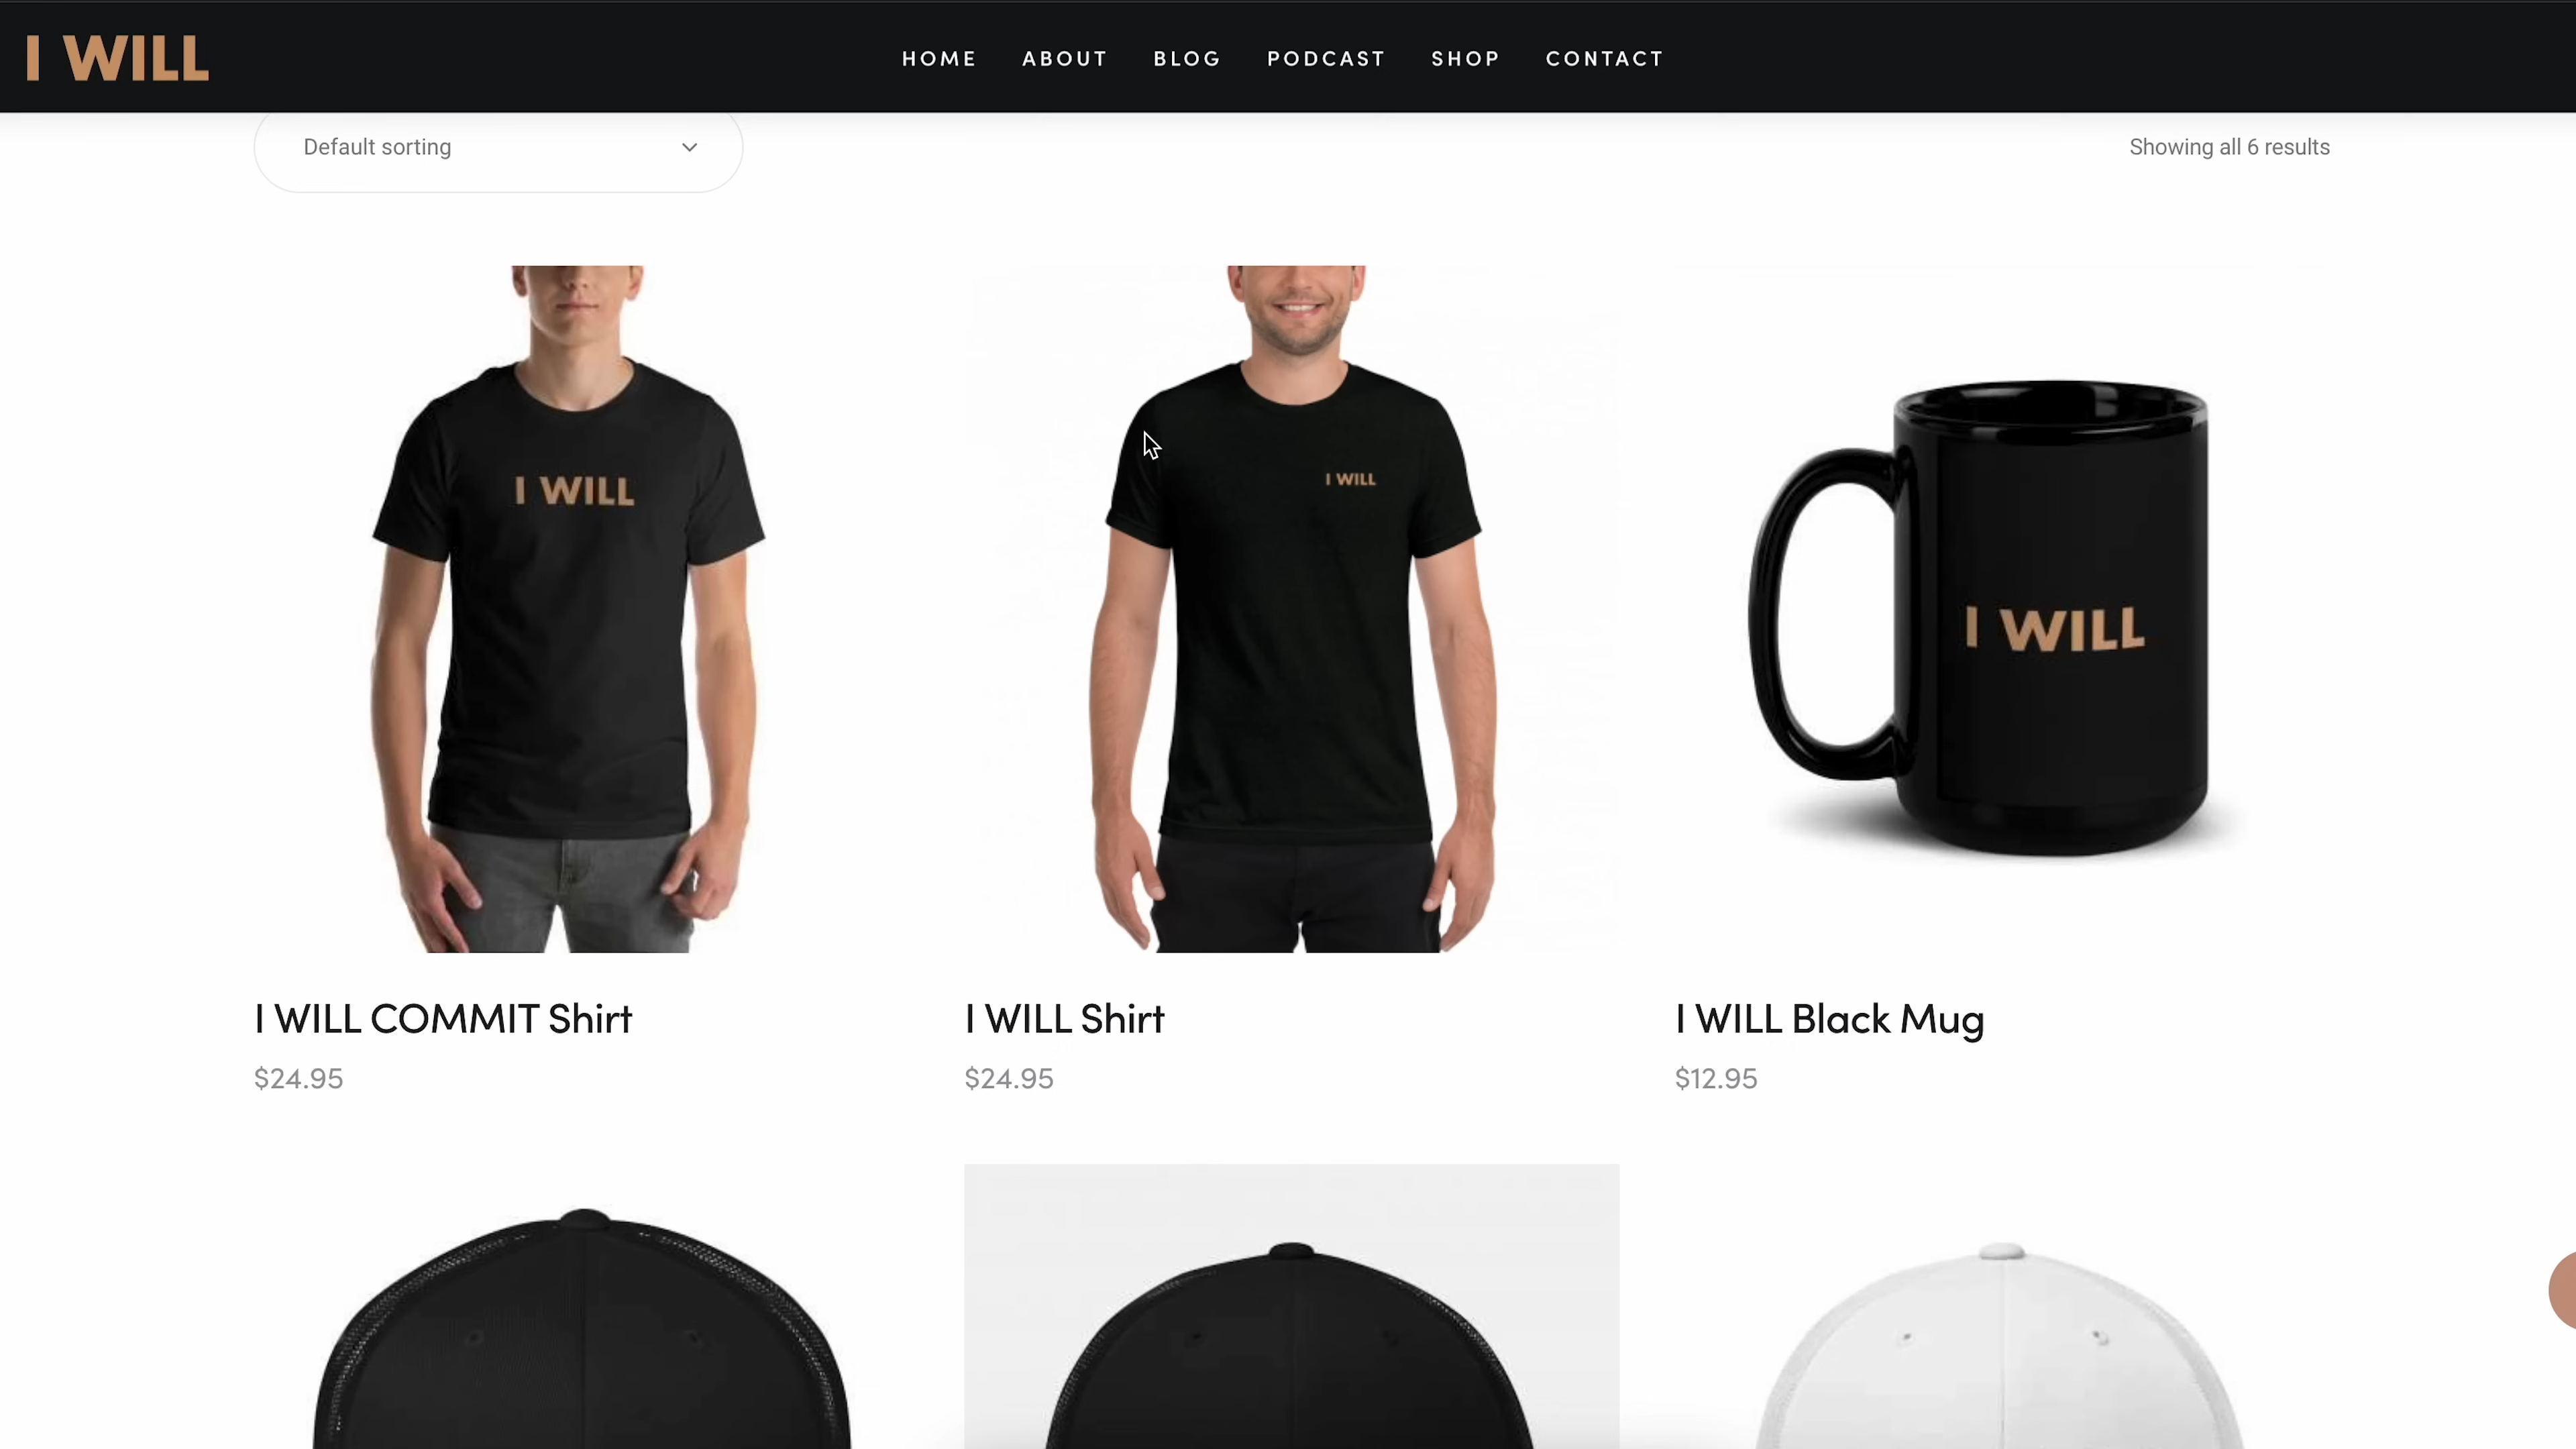 I WILL
HOME ABOUT BLOG PODCAST SHOP CONTACT
Default sorting
Showing all 6 results
I WILL
I WILL
I WILL
I WILL COMMIT Shirt
$24.95
I WILL Shirt
$24.95
I WILL Black Mug
$12.95